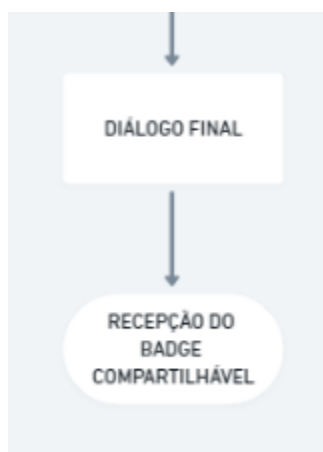 DIÁLOGO FINAL
RECEPÇÃO DO
BADGE
COMPARTILHÁVEL